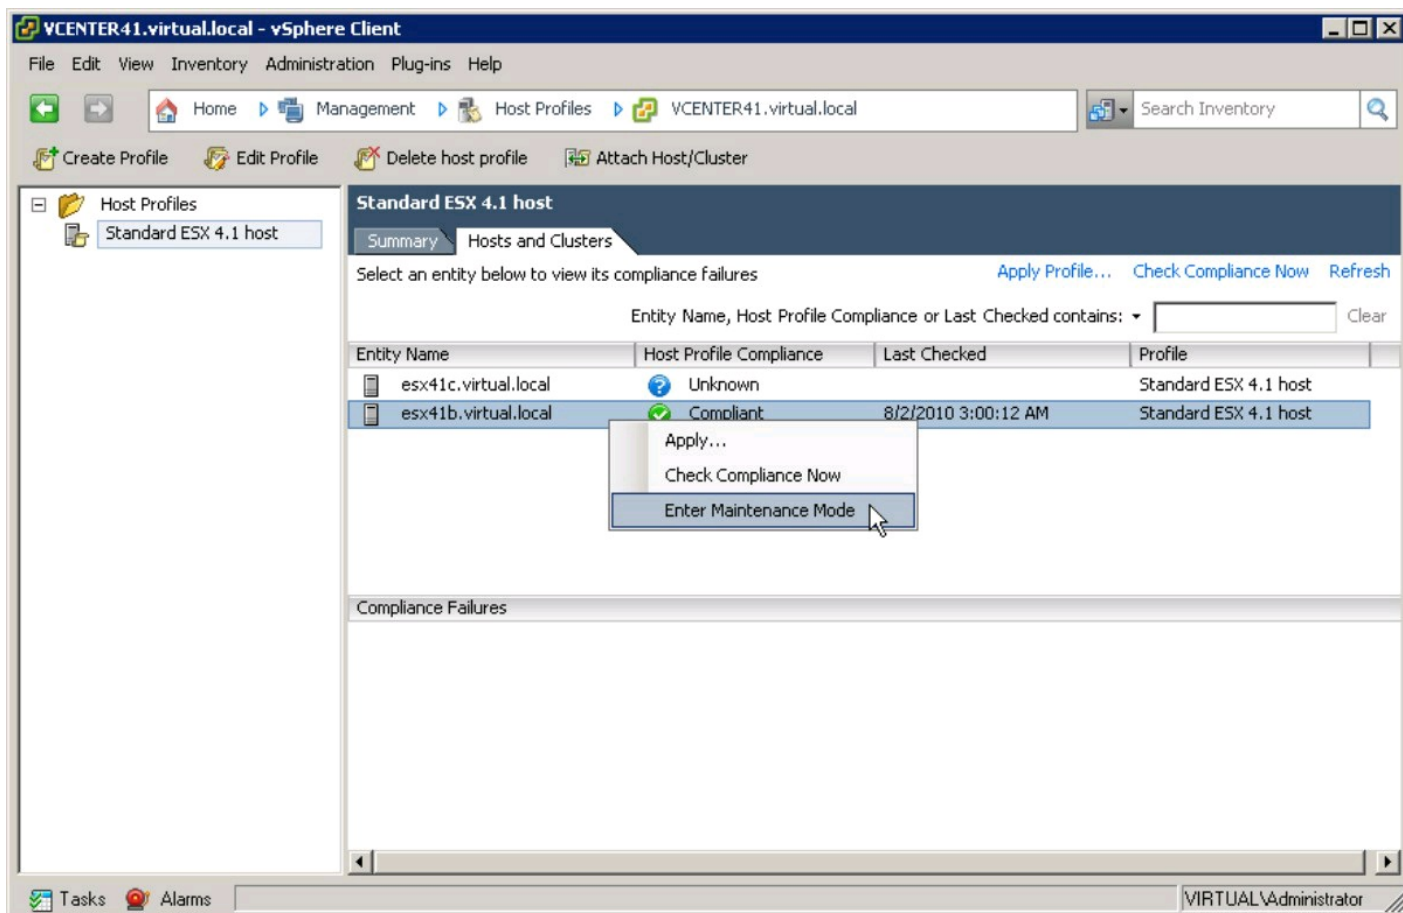 VCENTER41.virtual.local - vSphere Client
File Edit View Inventory Administration Plug-ins Help
Home Management Host Profiles VCENTER41.virtual.local Search Inventory
Create Profile Edit Profile Delete host profile Attach Host/Cluster
Host Profiles
Standard ESX 4.1 host
Standard ESX 4.1 host
Summary Hosts and Clusters
Select an entity below to view its compliance failures Apply Profile... Check Compliance Now Refresh
Entity Name, Host Profile Compliance or Last Checked contains: Clear
Entity Name Host Profile Compliance Last Checked Profile
esx41c.virtual.local Unknown Standard ESX 4.1 host
esx41b.virtual.local Compliant 8/2/2010 3:00:12 AM Standard ESX 4.1 host
Apply...
Check Compliance Now
Enter Maintenance Mode
Compliance Failures
Tasks Alarms VIRTUAL\Administrator